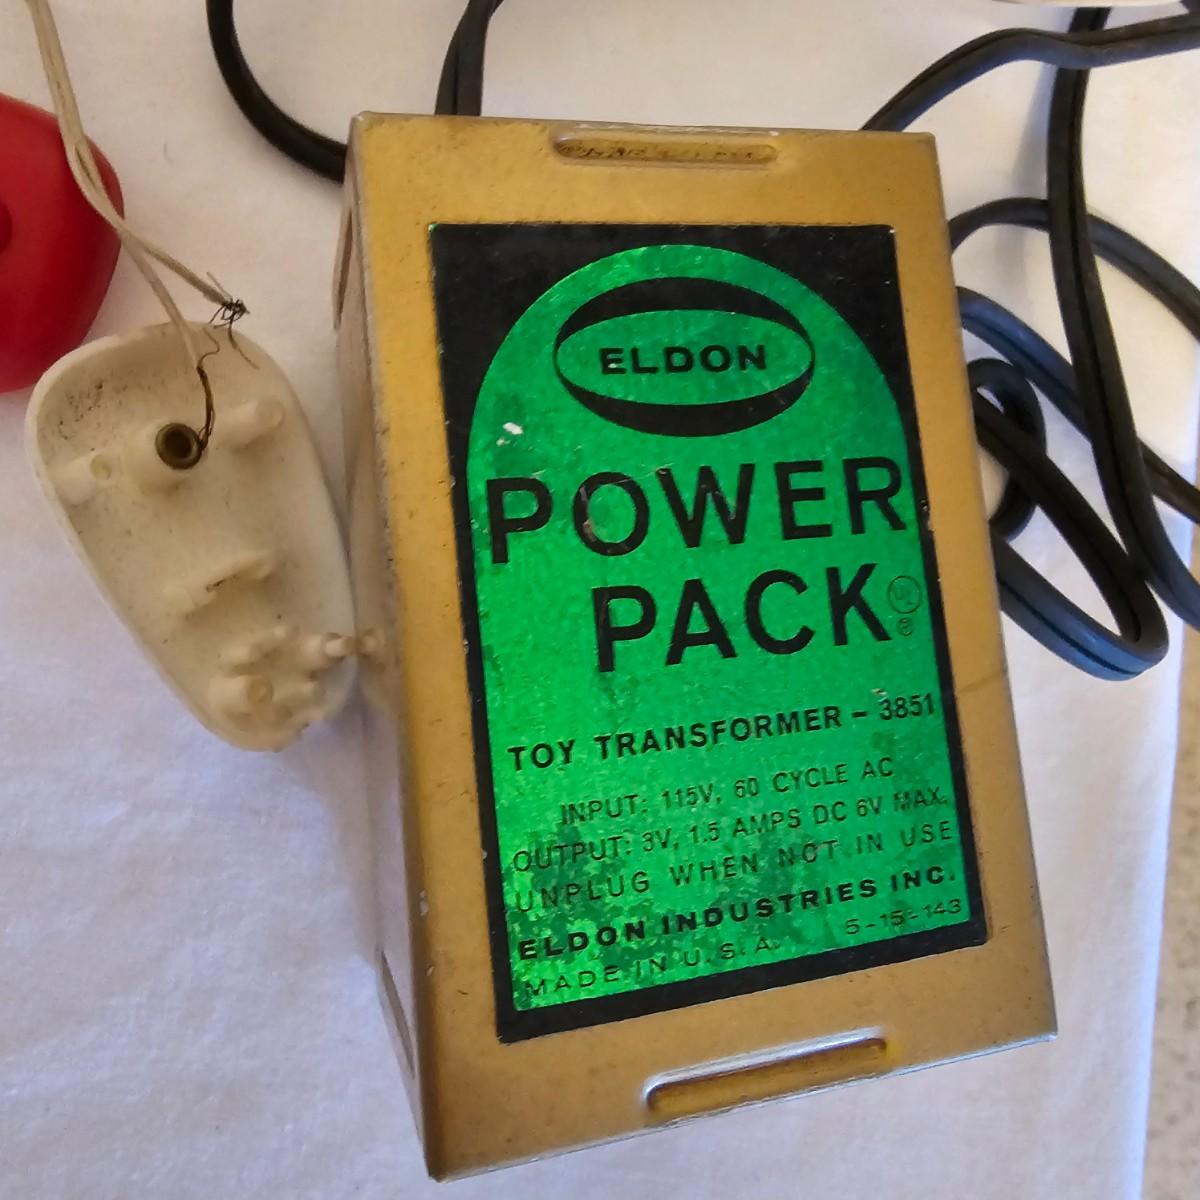 ELDON
POWER
PACK
UL
®
TOY TRANSFORMER - 3851
INPUT: 115V, 60 CYCLE AC
OUTPUT: 3V, 1.5 AMPS DC 6V MAX.
UNPLUG WHEN NOT IN USE
ELDON INDUSTRIES INC.
MADE IN U.S.A. 5-15-143